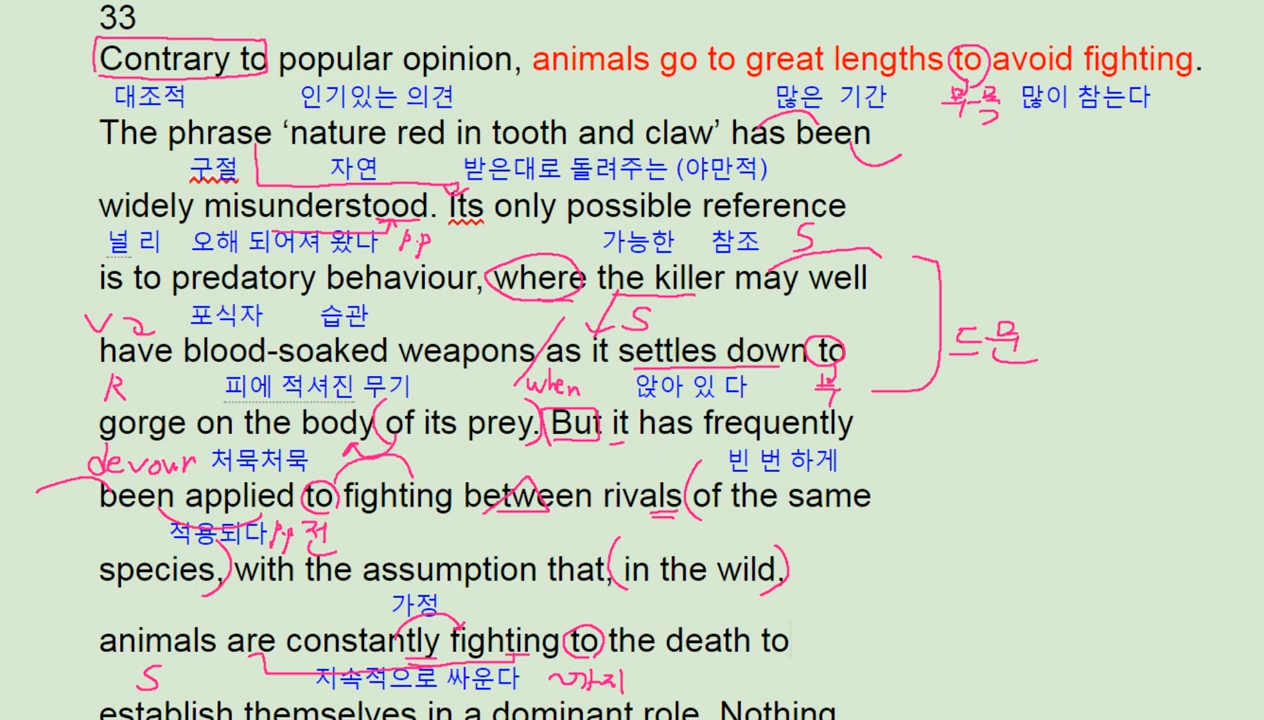 33
Contrary to popular opinion, animals go to great lengths to avoid fighting.
대조적 인기있는 의견 많은 기간 부-목 많이 참는다
The phrase ‘nature red in tooth and claw’ has been
구절 자연 받은대로 돌려주는 (야만적)
widely misunderstood. Its only possible reference
널 리 오해 되어져 왔나 p.p 가능한 참조 S
is to predatory behaviour, where the killer may well
V 포식자 습관 S
have blood-soaked weapons as it settles down to
R 피에 적셔진 무기 when 앉아 있 다 부
gorge on the body of its prey. But it has frequently
devour 처묵처묵 빈 번 하게
been applied to fighting between rivals of the same
적용되다 p.p 전
species, with the assumption that, in the wild,
가정
animals are constantly fighting to the death to
S 지속적으로 싸운다 ~까지
establish themselves in a dominant role. Nothing